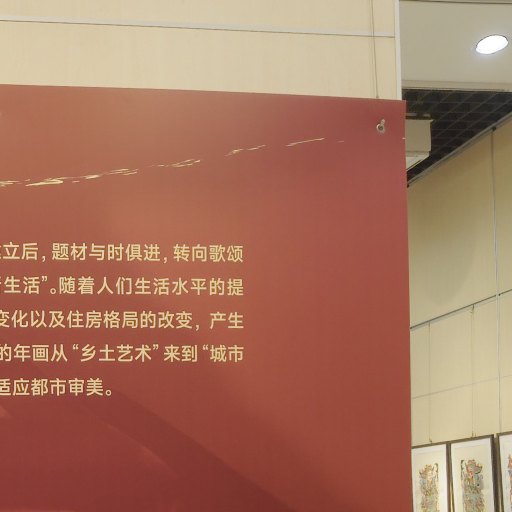 立后，题材与时俱进，转向歌颂
生活”。随着人们生活水平的提
变化以及住房格局的改变，产生
的年画从“乡土艺术”来到“城市
适应都市审美。